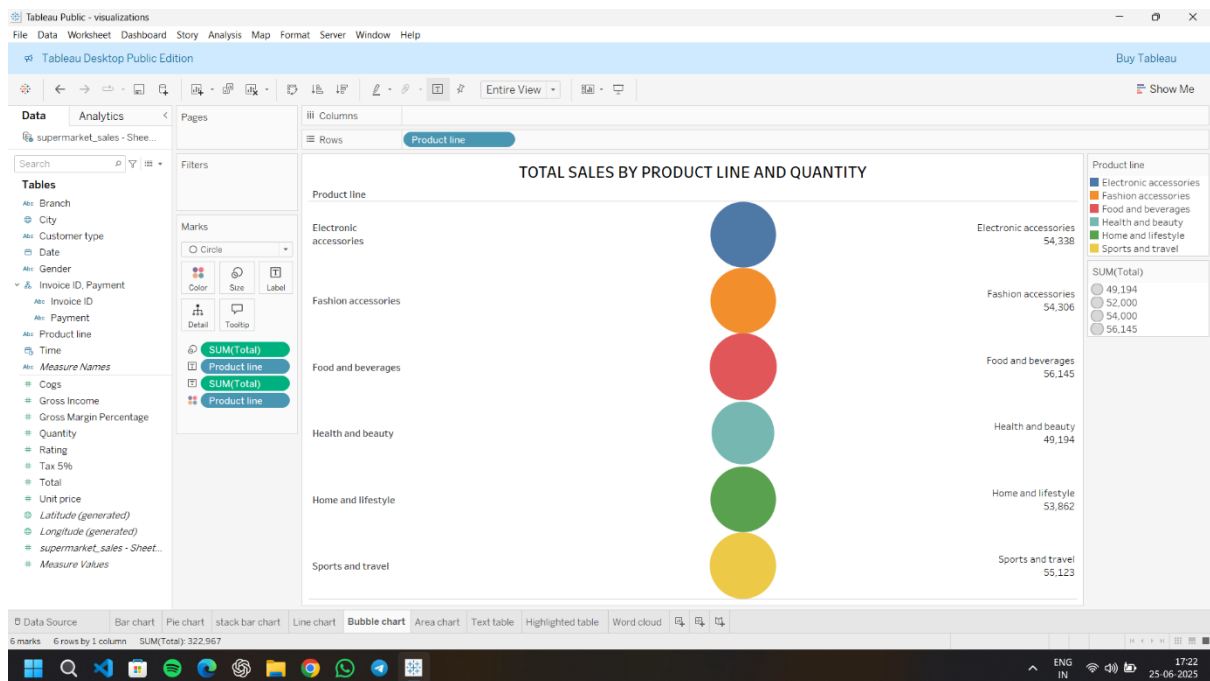 Tableau Public - visualizations
File Data Worksheet Dashboard Story Analysis Map Format Server Window Help
Tableau Desktop Public Edition
Buy Tableau
Entire View
Show Me
Data
Analytics
supermarket_sales - Shee...
Search
Tables
Abc Branch
City
Abc Customer type
Date
Abc Gender
Invoice ID, Payment
Abc Invoice ID
Abc Payment
Abc Product line
Time
Abc Measure Names
# Cogs
# Gross Income
# Gross Margin Percentage
# Quantity
# Rating
# Tax 5%
# Total
# Unit price
Latitude (generated)
Longitude (generated)
# supermarket_sales - Sheet...
# Measure Values
Pages
Filters
Marks
Circle
Color Size Label
Detail Tooltip
SUM(Total)
Product line
SUM(Total)
Product line
Columns
Rows
Product line
TOTAL SALES BY PRODUCT LINE AND QUANTITY
Product line
Electronic
accessories
Electronic accessories
54,338
Fashion accessories
Fashion accessories
54,306
Food and beverages
Food and beverages
56,145
Health and beauty
Health and beauty
49,194
Home and lifestyle
Home and lifestyle
53,862
Sports and travel
Sports and travel
55,123
Product line
Electronic accessories
Fashion accessories
Food and beverages
Health and beauty
Home and lifestyle
Sports and travel
SUM(Total)
49,194
52,000
54,000
56,145
Data Source Bar chart Pie chart stack bar chart Line chart Bubble chart Area chart Text table Highlighted table Word cloud
6 marks 6 rows by 1 column SUM(Total): 322,967
ENG
IN
17:22
25-06-2025